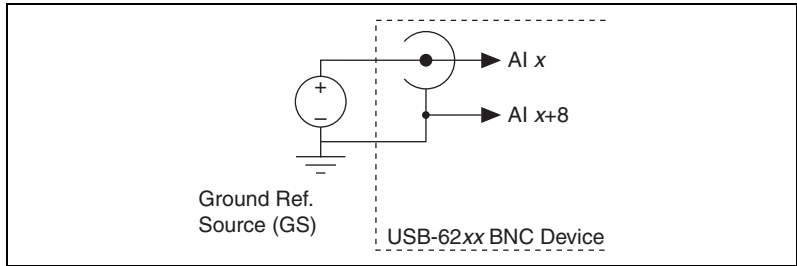 AI x
+
–
AI x+8
Ground Ref.
Source (GS)
USB-62xx BNC Device